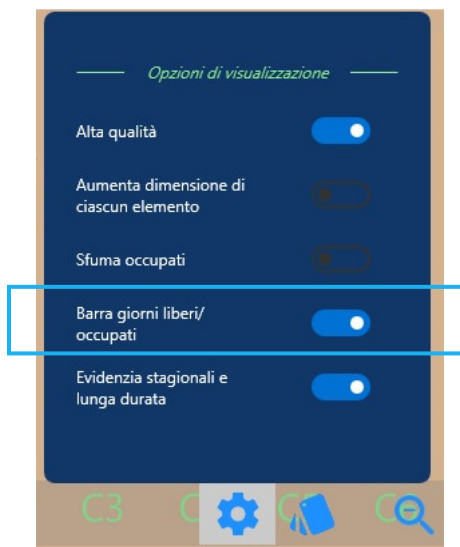 Opzioni di visualizzazione
Alta qualità
Aumenta dimensione di
ciascun elemento
Sfuma occupati
Barra giorni liberi/
occupati
Evidenzia stagionali e
lunga durata
C3